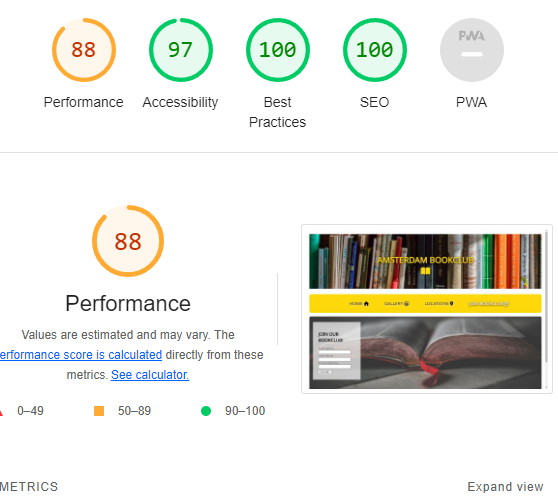 88
97
100
100
PWA
Performance
Accessibility
Best
Practices
SEO
PWA
88
Performance
Values are estimated and may vary. The
erformance score is calculated directly from these
metrics. See calculator.
0–49
50–89
90–100
AMSTERDAM BOOKCLUB
HOME
GALLERY
LOCATIONS
JOIN OUR
BOOKCLUB!
METRICS
Expand view